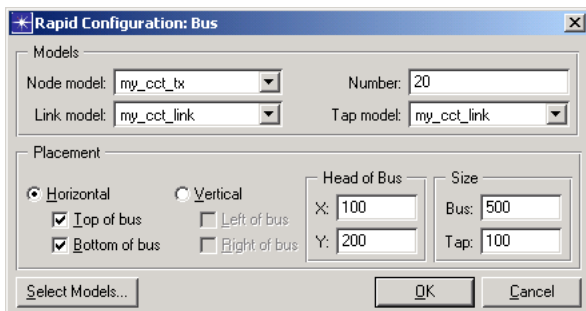 Rapid Configuration: Bus
Models
Node model: my_cct_tx Number: 20
Link model: my_cct_link Tap model: my_cct_link
Placement
Horizontal Vertical Head of Bus Size
X: 100 Bus: 500
Top of bus Left of bus
Bottom of bus Right of bus Y: 200 Tap: 100
Select Models... OK Cancel